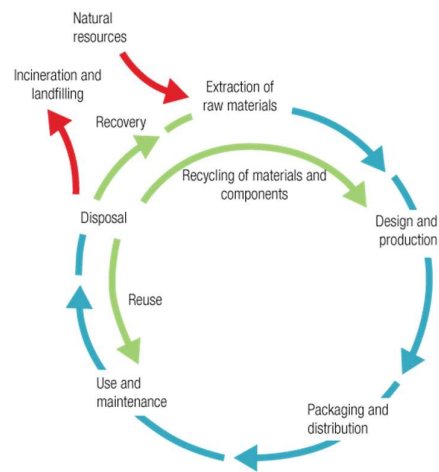 Natural
resources
Incineration and
landfilling
Extraction of
raw materials
Recovery
Recycling of materials and
components
Disposal
Design and
production
Reuse
Use and
maintenance
Packaging and
distribution